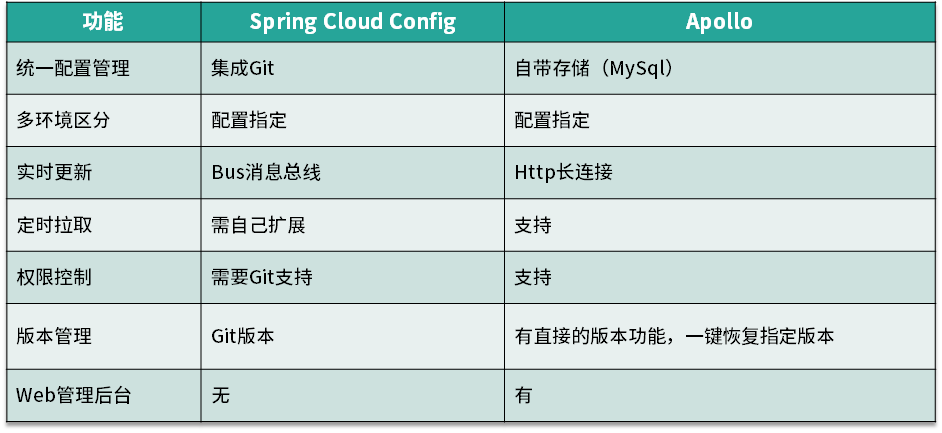 功能 Spring Cloud Config Apollo
统一配置管理 集成Git 自带存储（MySql）
多环境区分 配置指定 配置指定
实时更新 Bus消息总线 Http长连接
定时拉取 需自己扩展 支持
权限控制 需要Git支持 支持
版本管理 Git版本 有直接的版本功能，一键恢复指定版本
Web管理后台 无 有